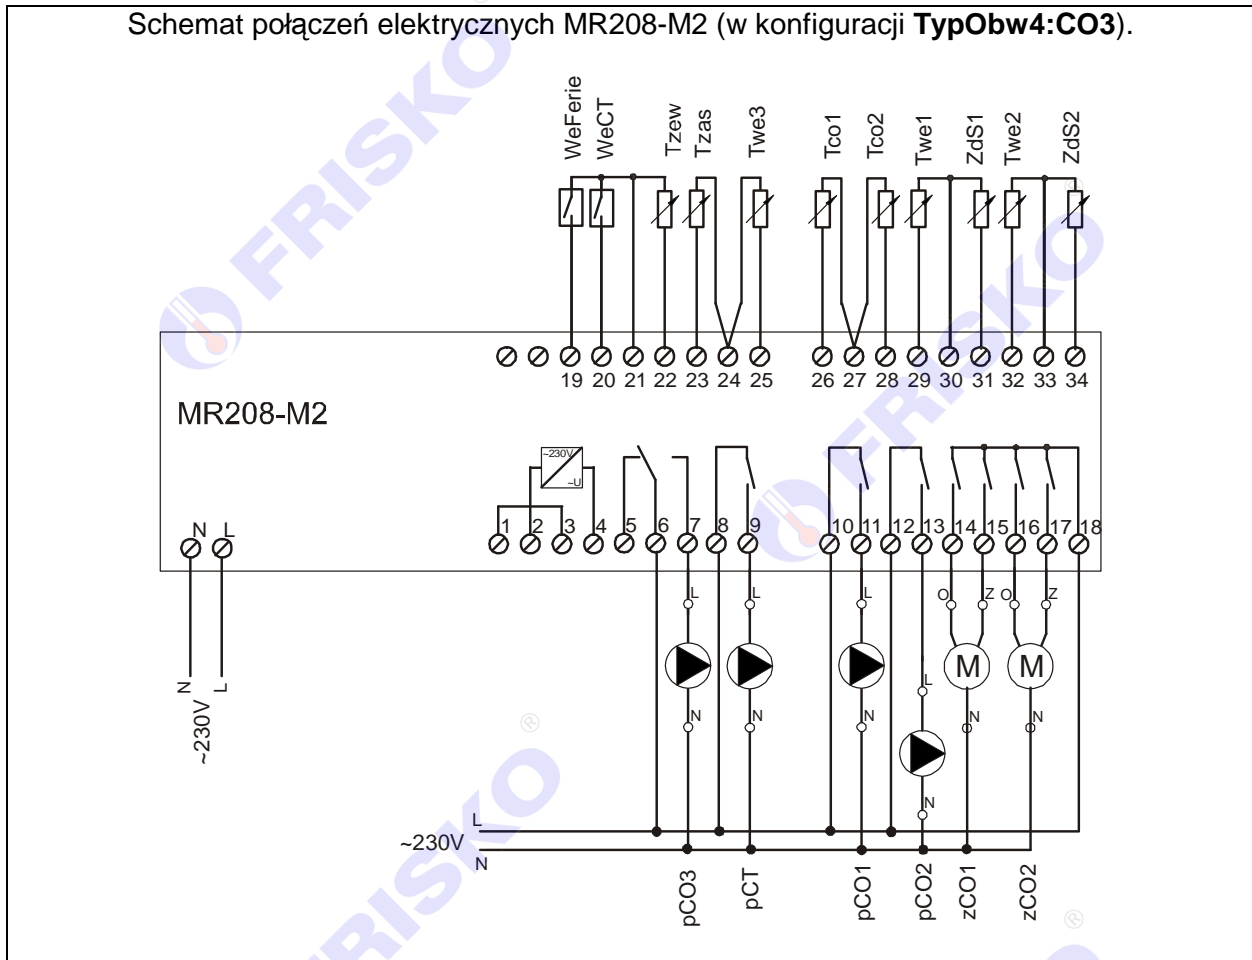 Schemat połączeń elektrycznych MR208-M2 (w konfiguracji TypObw4:CO3).
WeFerie WeCT Tzew Tzas Twe3 Tco1 Tco2 Twe1 ZdS1 Twe2 ZdS2
FRISKO ®
FRISKO
19 20 21 22 23 24 25 26 27 28 29 30 31 32 33 34
MR208-M2
~230V
~U
N L 1 2 3 4 5 6 7 8 9 10 11 12 13 14 15 16 17 18
L L L O Z O Z
M M
L
N L
~230V
N N N N N
N
L
~230V
N
pCO3 pCT pCO1 pCO2 zCO1 zCO2
FRISKO ®
®